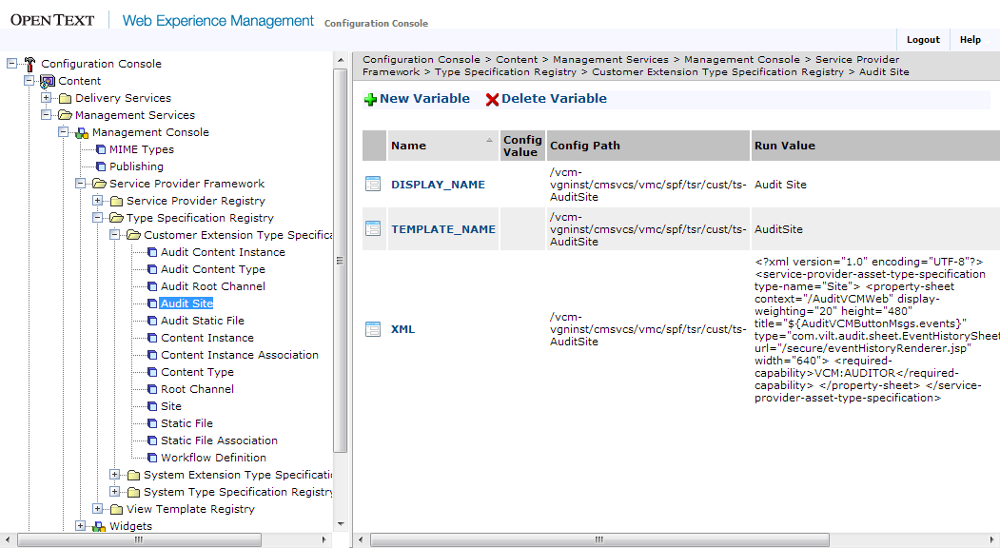 OPENTEXT Web Experience Management Configuration Console
Logout Help
Configuration Console
Content
Delivery Services
Management Services
Management Console
MIME Types
Publishing
Service Provider Framework
Service Provider Registry
Type Specification Registry
Customer Extension Type Specifica
Audit Content Instance
Audit Content Type
Audit Root Channel
Audit Site
Audit Static File
Content Instance
Content Instance Association
Content Type
Root Channel
Site
Static File
Static File Association
Workflow Definition
System Extension Type Specificati
System Type Specification Registry
View Template Registry
Widgets
Configuration Console > Content > Management Services > Management Console > Service Provider
Framework > Type Specification Registry > Customer Extension Type Specification Registry > Audit Site
New Variable Delete Variable
Name
Config
Value
Config Path
Run Value
DISPLAY_NAME
/vcm-
vgninst/cmsvcs/vmc/spf/tsr/cust/ts-
AuditSite
Audit Site
TEMPLATE_NAME
/vcm-
vgninst/cmsvcs/vmc/spf/tsr/cust/ts-
AuditSite
AuditSite
XML
/vcm-
vgninst/cmsvcs/vmc/spf/tsr/cust/ts-
AuditSite
<?xml version="1.0" encoding="UTF-8"?>
<service-provider-asset-type-specification
type-name="Site"> <property-sheet
context="/AuditVCMWeb" display-
weighting="20" height="480"
title="${AuditVCMButtonMsgs.events}"
type="com.vilt.audit.sheet.EventHistorySheet
url="/secure/eventHistoryRenderer.jsp"
width="640"> <required-
capability>VCM:AUDITOR</required-
capability> </property-sheet> </service-
provider-asset-type-specification>